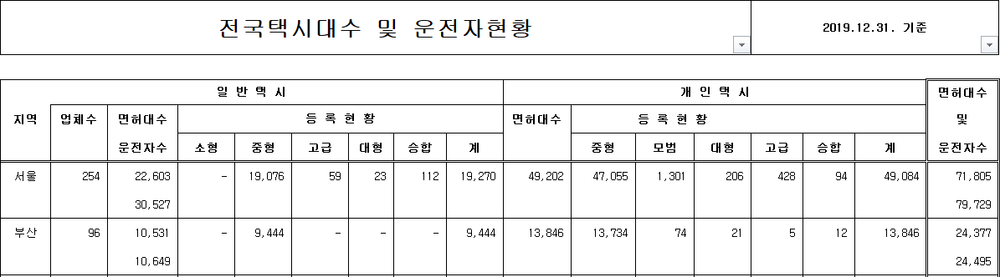 전국택시대수 및 운전자현황
2019.12.31. 기준
일 반 택 시 개 인 택 시 면허대수
지역 업체수 면허대수 등 록 현 황 면허대수 등 록 현 황 및
운전자수 소형 중형 고급 대형 승합 계 중형 모범 대형 고급 승합 계 운전자수
서울 254 22,603 - 19,076 59 23 112 19,270 49,202 47,055 1,301 206 428 94 49,084 71,805
30,527 79,729
부산 96 10,531 - 9,444 - - - 9,444 13,846 13,734 74 21 5 12 13,846 24,377
10,649 24,495